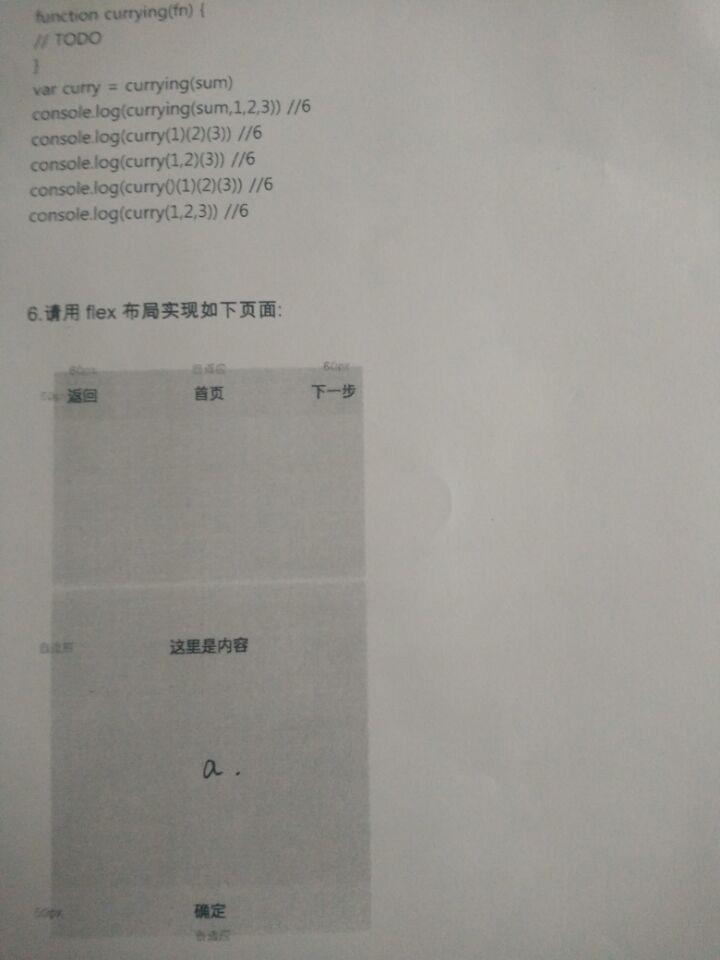 function currying(fn) {
// TODO
}
var curry = currying(sum)
console.log(currying(sum,1,2,3)) //6
console.log(curry(1)(2)(3)) //6
console.log(curry(1,2)(3)) //6
console.log(curry()(1)(2)(3)) //6
console.log(curry(1,2,3)) //6
6.请用 flex 布局实现如下页面:
60px 自适应 60px
返回 首页 下一步
自适应 这里是内容
a.
确定
自适应